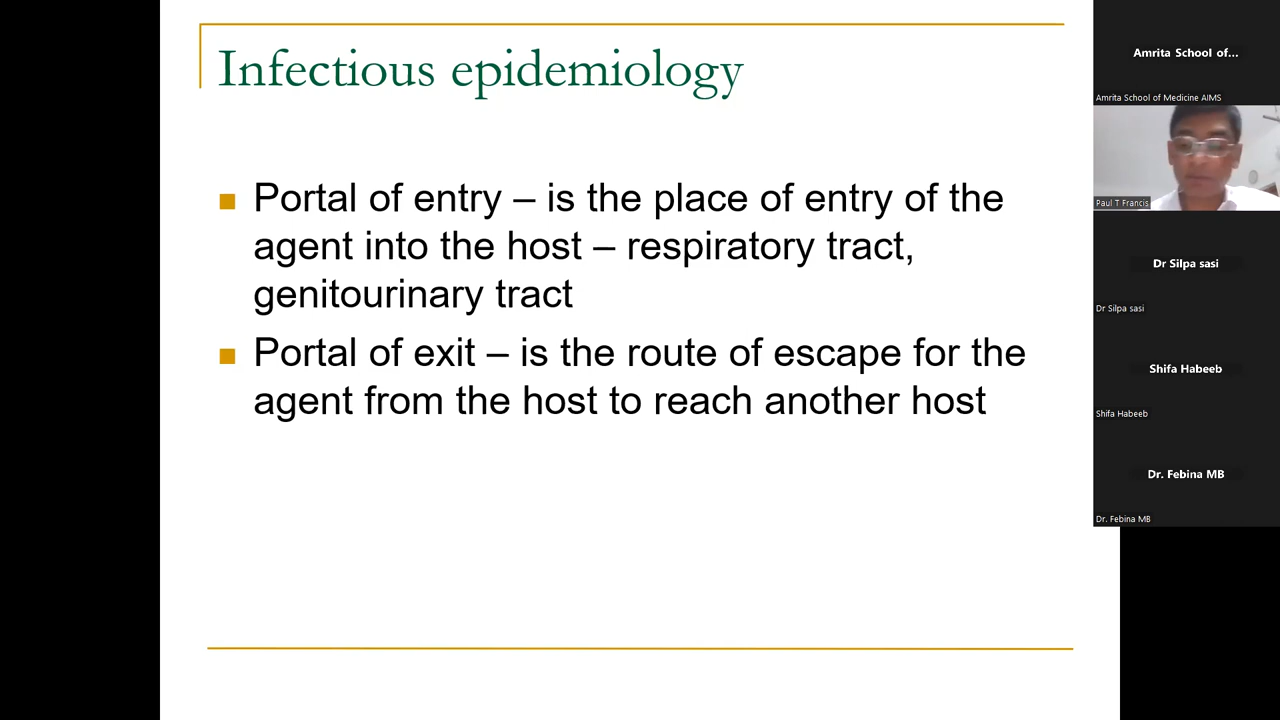 Infectious epidemiology
Portal of entry – is the place of entry of the
agent into the host – respiratory tract,
genitourinary tract
Portal of exit – is the route of escape for the
agent from the host to reach another host
Amrita School of...
Amrita School of Medicine AIMS
Paul T Francis
Dr Silpa sasi
Dr Silpa sasi
Shifa Habeeb
Shifa Habeeb
Dr. Febina MB
Dr. Febina MB